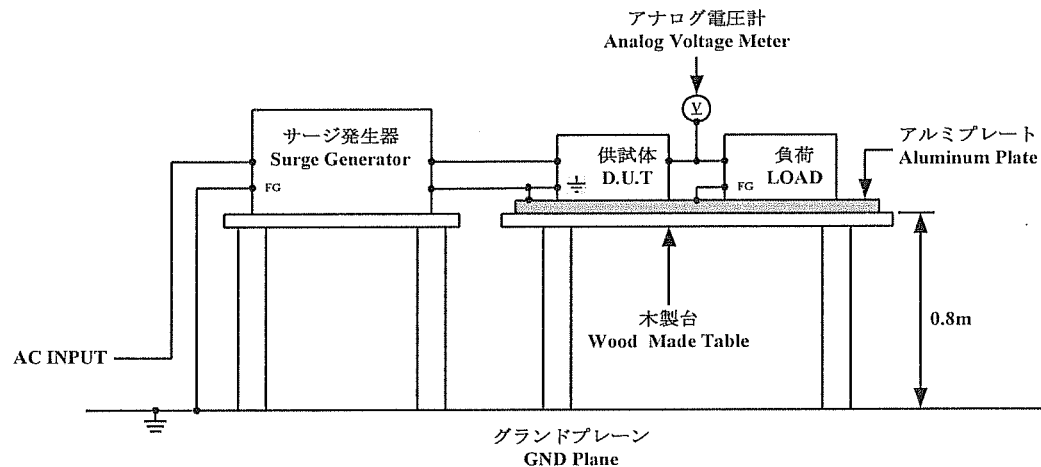 アナログ電圧計
Analog Voltage Meter
V
サージ発生器
Surge Generator
FG
供試体
D.U.T
負荷
LOAD
FG
アルミプレート
Aluminum Plate
木製台
Wood Made Table
0.8m
AC INPUT
グランドプレーン
GND Plane